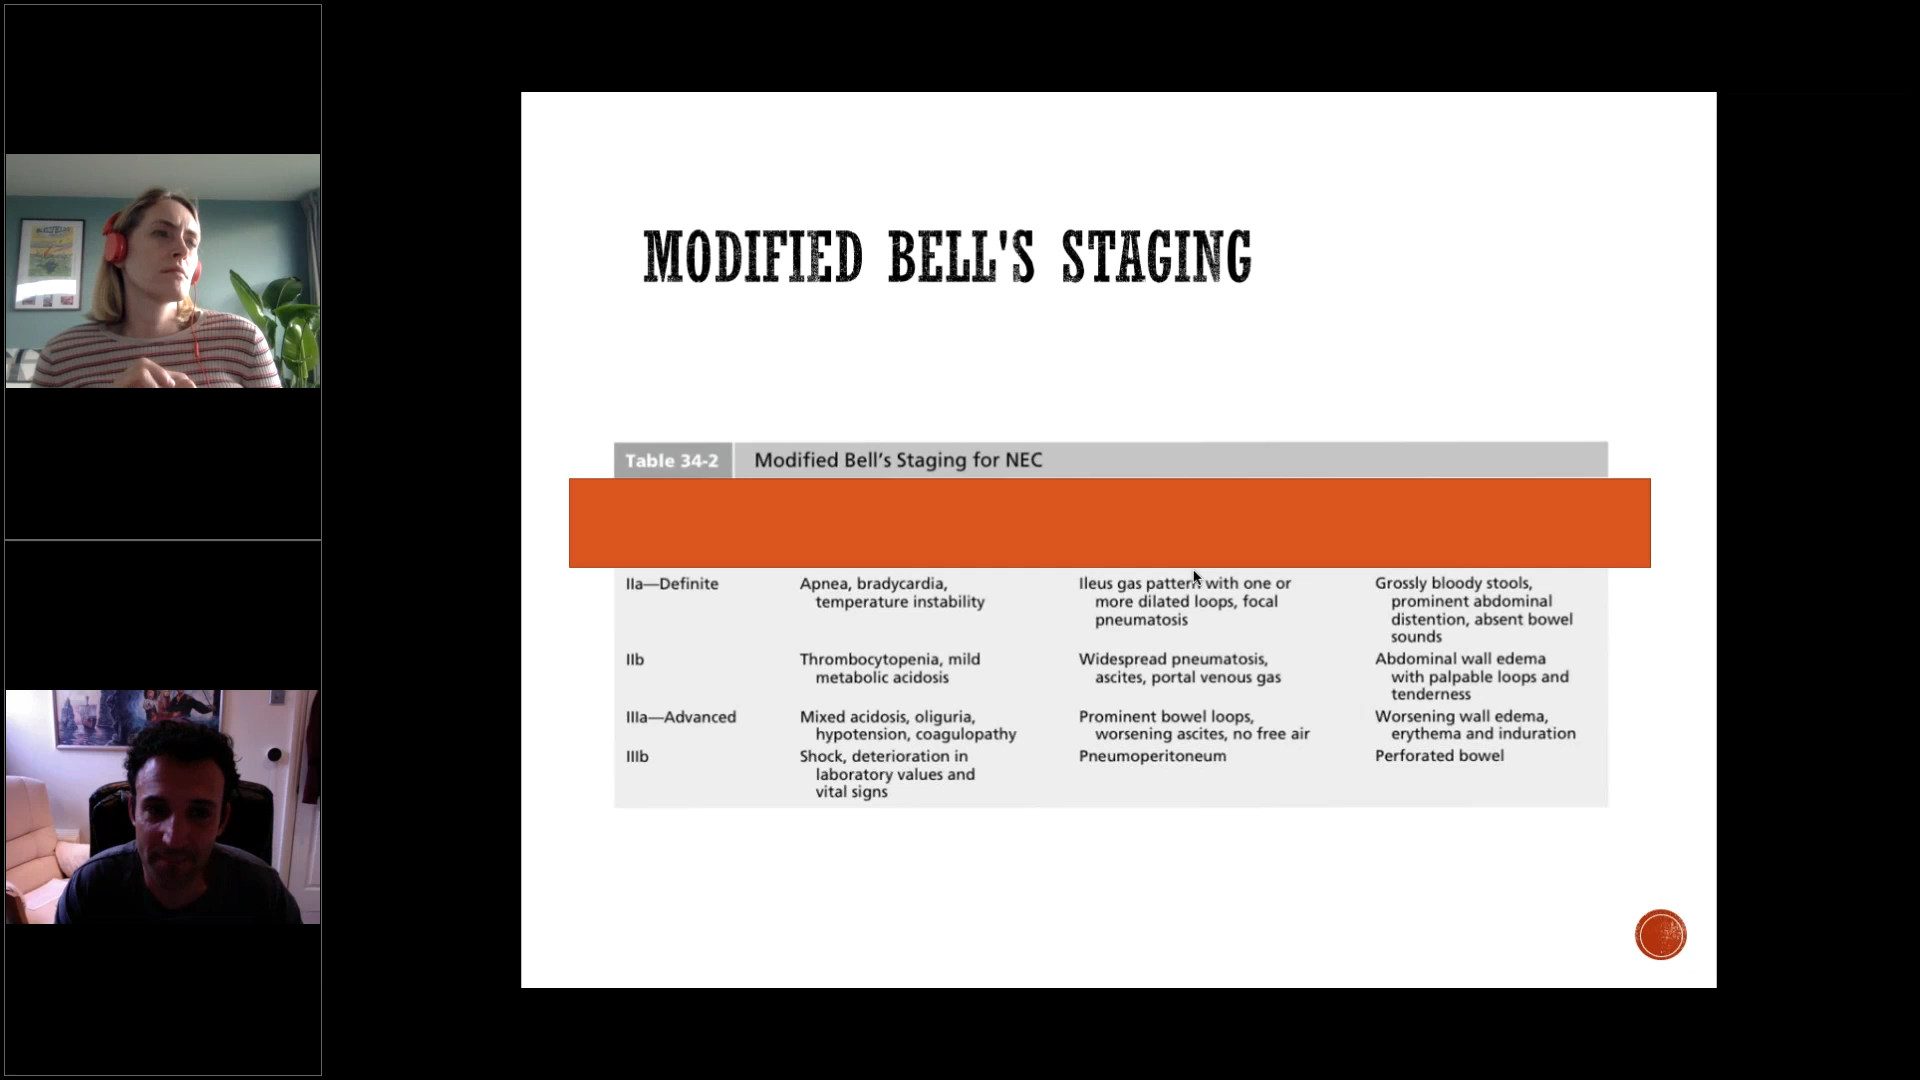 MODIFIED BELL'S STAGING
Table 34-2 Modified Bell's Staging for NEC
IIa—Definite
Apnea, bradycardia,
temperature instability
Ileus gas pattern with one or
more dilated loops, focal
pneumatosis
Grossly bloody stools,
prominent abdominal
distention, absent bowel
sounds
IIb
Thrombocytopenia, mild
metabolic acidosis
Widespread pneumatosis,
ascites, portal venous gas
Abdominal wall edema
with palpable loops and
tenderness
IIIa—Advanced
Mixed acidosis, oliguria,
hypotension, coagulopathy
Prominent bowel loops,
worsening ascites, no free air
Worsening wall edema,
erythema and induration
IIIb
Shock, deterioration in
laboratory values and
vital signs
Pneumoperitoneum
Perforated bowel